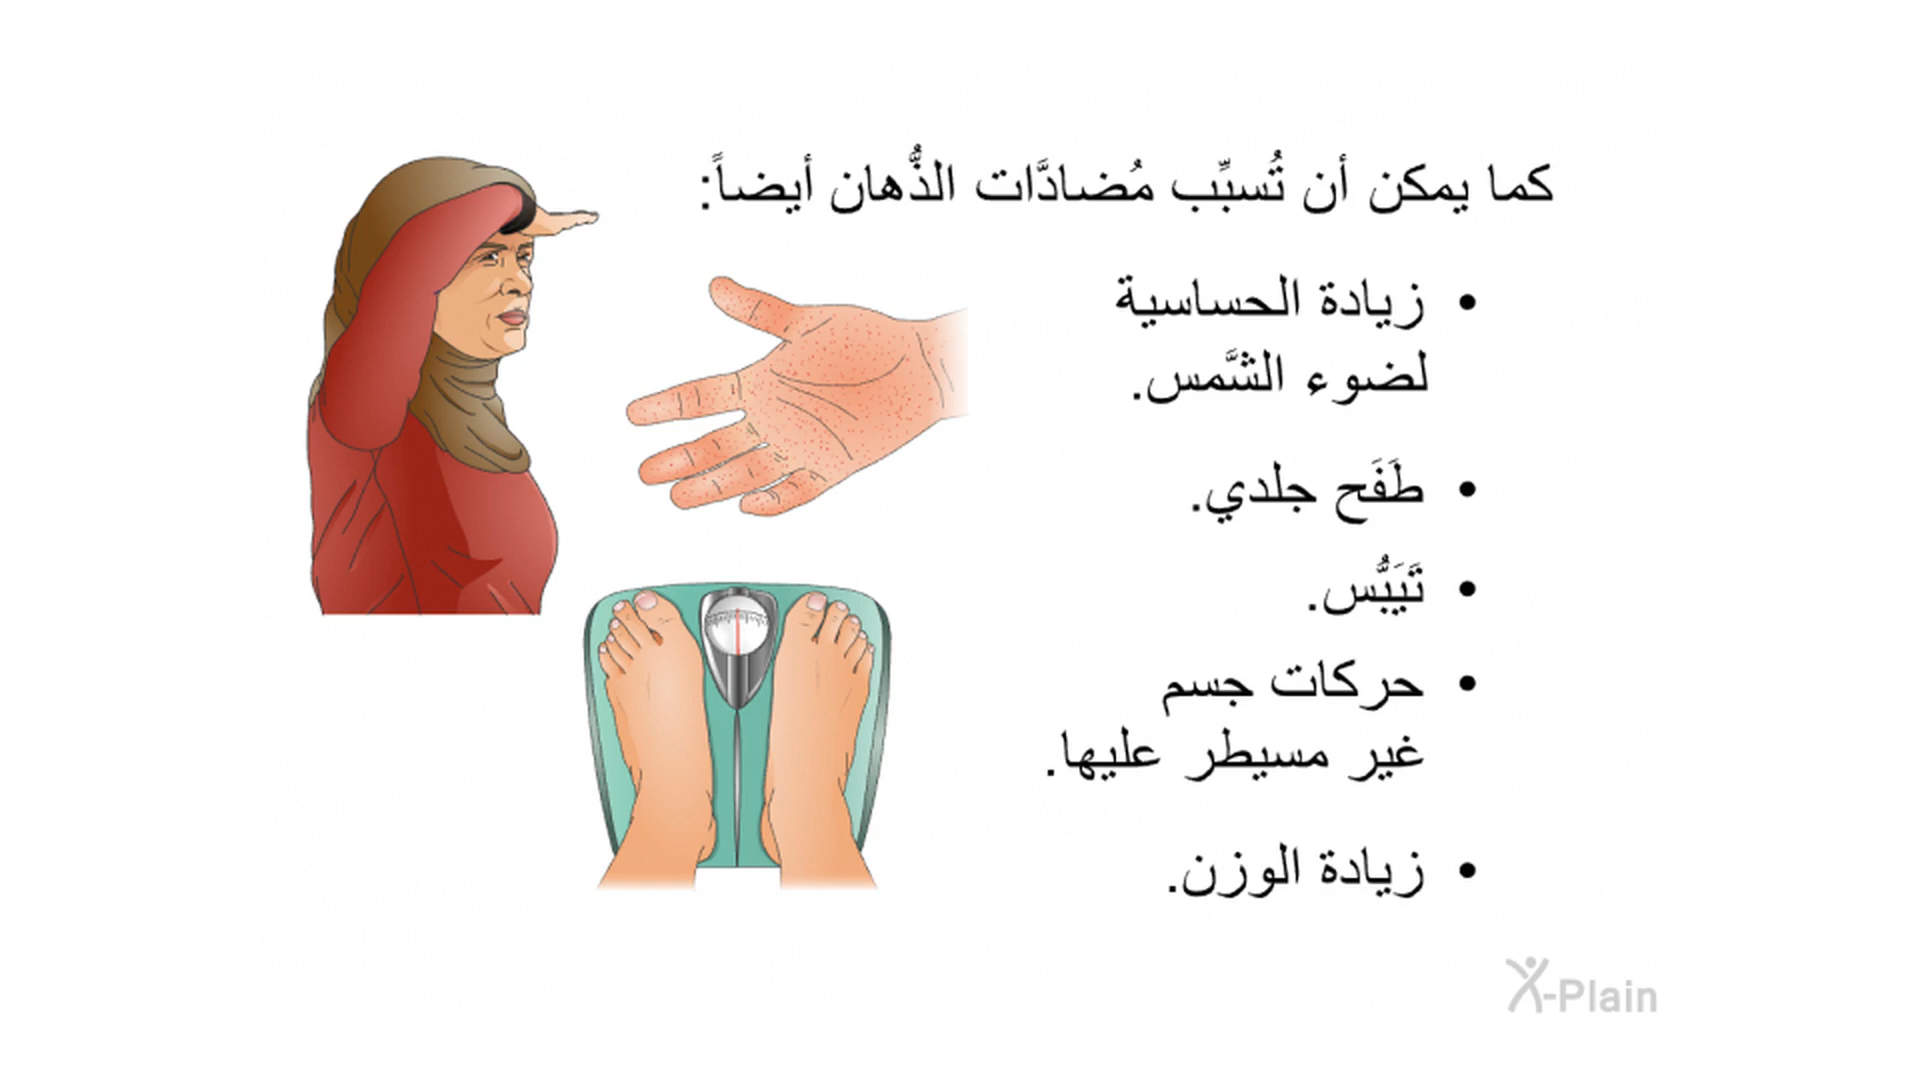 كما يمكن أن تُسبِّب مُضادَّات الذُّهان أيضاً:
• زيادة الحساسية
لضوء الشَّمس.
• طَفَح جلدي.
• تَيَبُّس.
• حركات جسم
غير مسيطر عليها.
• زيادة الوزن.
X-Plain